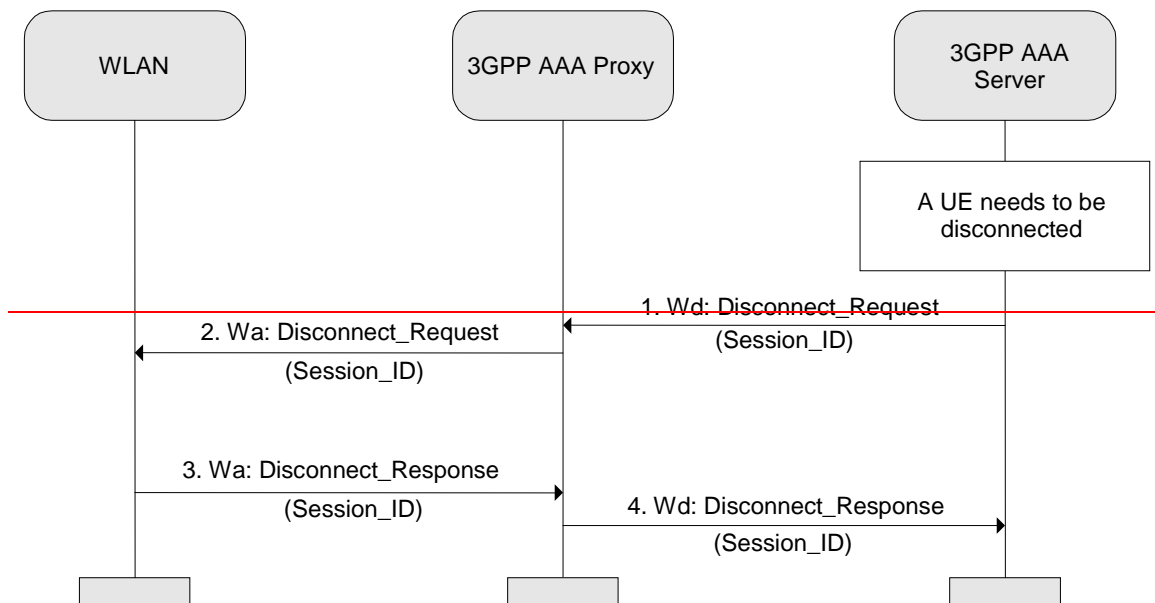 WLAN
3GPP AAA Proxy
3GPP AAA
Server
A UE needs to be
disconnected
1. Wd: Disconnect_Request
(Session_ID)
2. Wa: Disconnect_Request
(Session_ID)
3. Wa: Disconnect_Response
(Session_ID)
4. Wd: Disconnect_Response
(Session_ID)